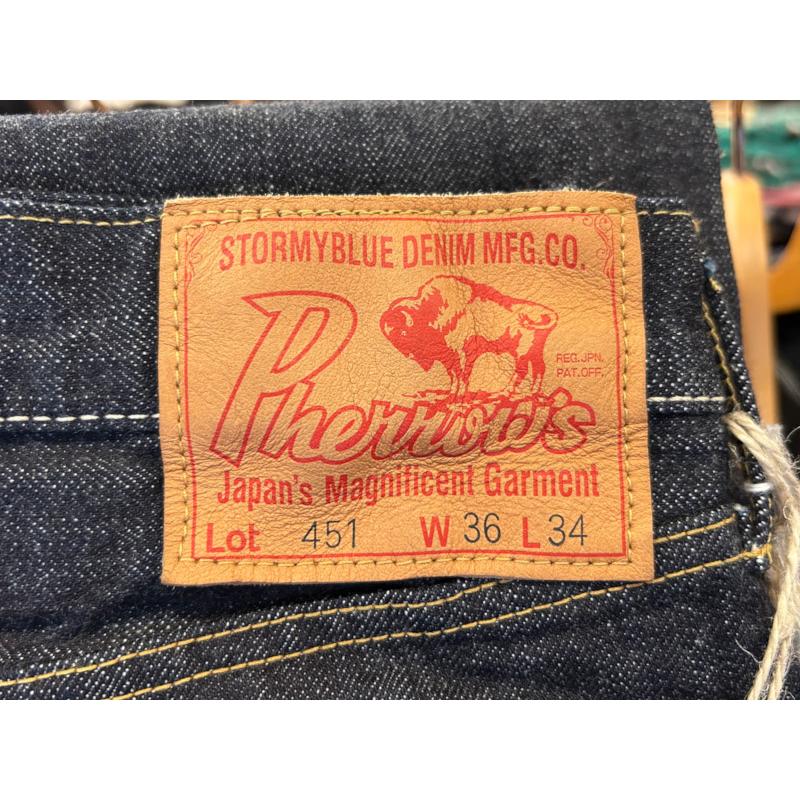 STORMYBLUE DENIM MFG.CO.
REG.JPN.
PAT.OFF.
Pherrow's
Japan's Magnificent Garment
Lot 451 W 36 L 34